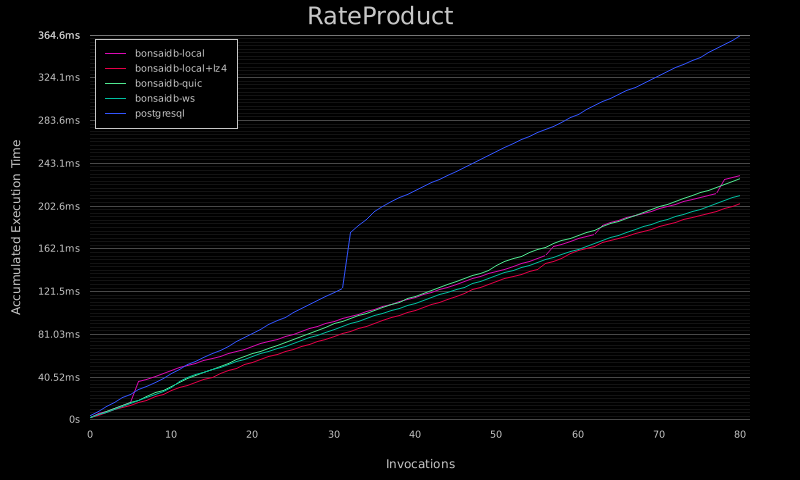 RateProduct
364.6ms
324.1ms
283.6ms
243.1ms
202.6ms
162.1ms
121.5ms
81.03ms
40.52ms
0s
Accumulated Execution Time
bonsaidb-local
bonsaidb-local+lz4
bonsaidb-quic
bonsaidb-ws
postgresql
0 10 20 30 40 50 60 70 80
Invocations